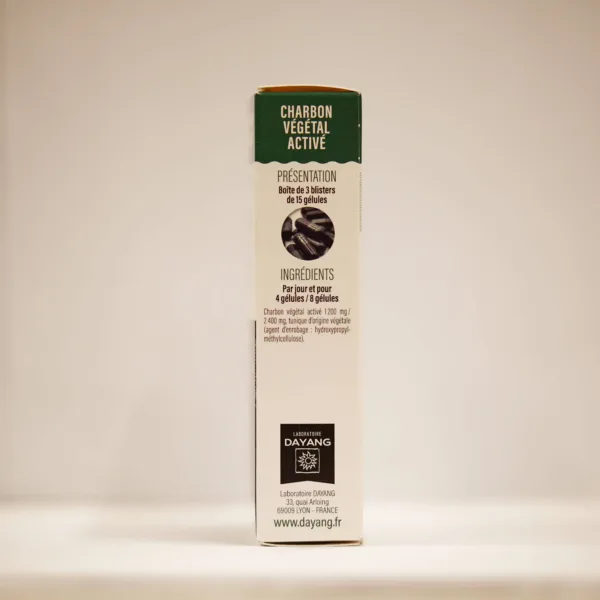 CHARBON
VÉGÉTAL
ACTIVÉ
PRÉSENTATION
Boîte de 3 blisters
de 15 gélules
INGRÉDIENTS
Par jour et pour
4 gélules / 8 gélules
Charbon végétal activé 1 200 mg /
2 400 mg, tunique d'origine végétale
(agent d'enrobage : hydroxypropyl-
méthylcellulose).
LABORATOIRE
DAYANG
Laboratoire DAYANG
33, quai Arloing
69009 LYON - FRANCE
www.dayang.fr